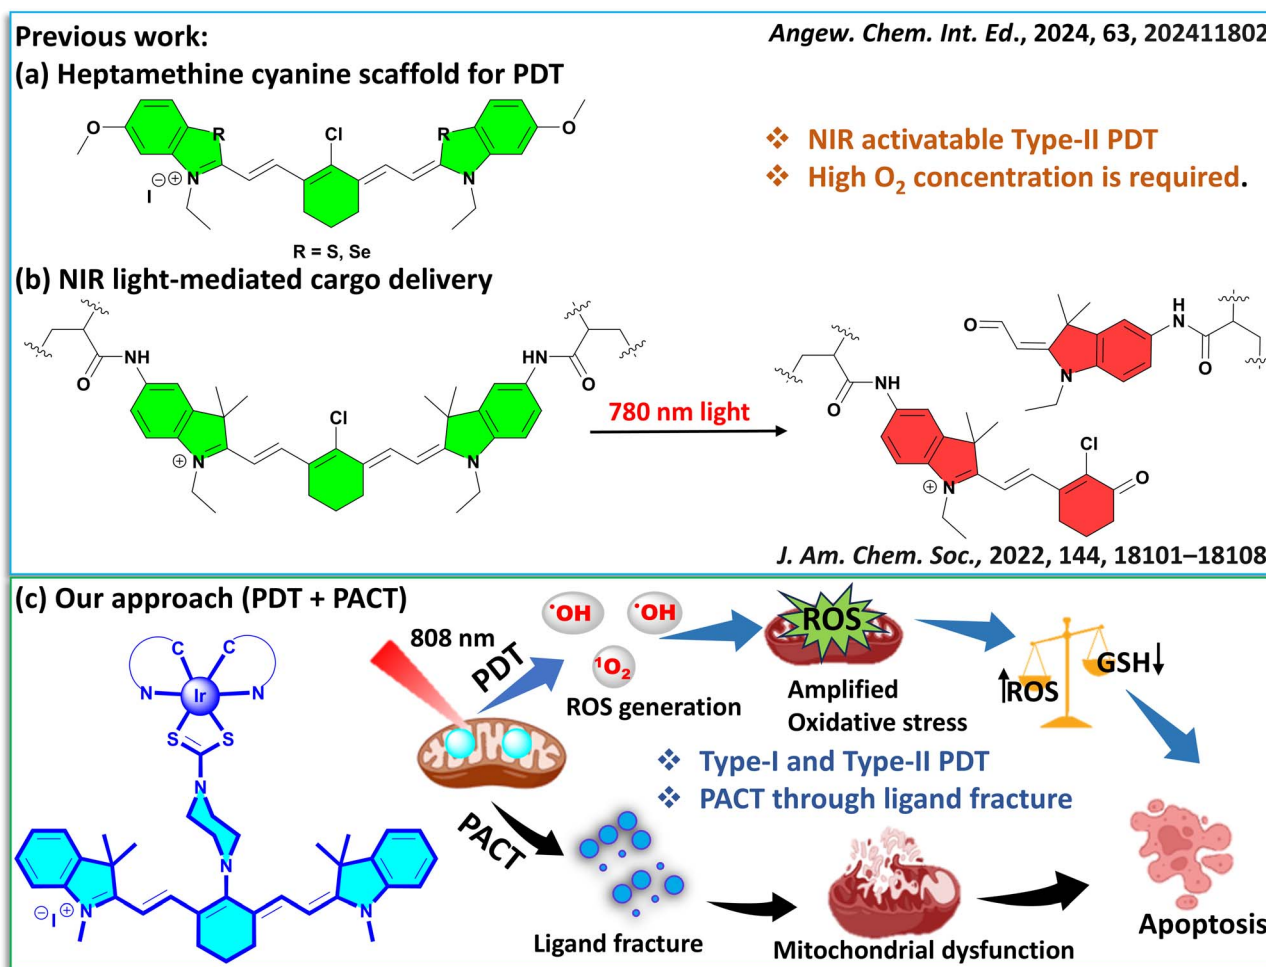 Previous work:
Angew. Chem. Int. Ed., 2024, 63, 202411802
(a) Heptamethine cyanine scaffold for PDT
R
Cl
R
O
O
N
⊕
⊖
I
N
R = S, Se
❖ NIR activatable Type-II PDT
❖ High O₂ concentration is required.
(b) NIR light-mediated cargo delivery
NH
O
HN
O
Cl
N
⊕
N
780 nm light
O
H
N
O
N
NH
O
Cl
N
⊕
O
J. Am. Chem. Soc., 2022, 144, 18101–18108
(c) Our approach (PDT + PACT)
C
C
N
Ir
N
S
S
N
N
⊖I
⊕
N
N
808 nm
PDT
•OH
•OH
¹O₂
ROS generation
ROS
Amplified
Oxidative stress
↑ROS
GSH↓
❖ Type-I and Type-II PDT
❖ PACT through ligand fracture
PACT
Ligand fracture
Mitochondrial dysfunction
Apoptosis